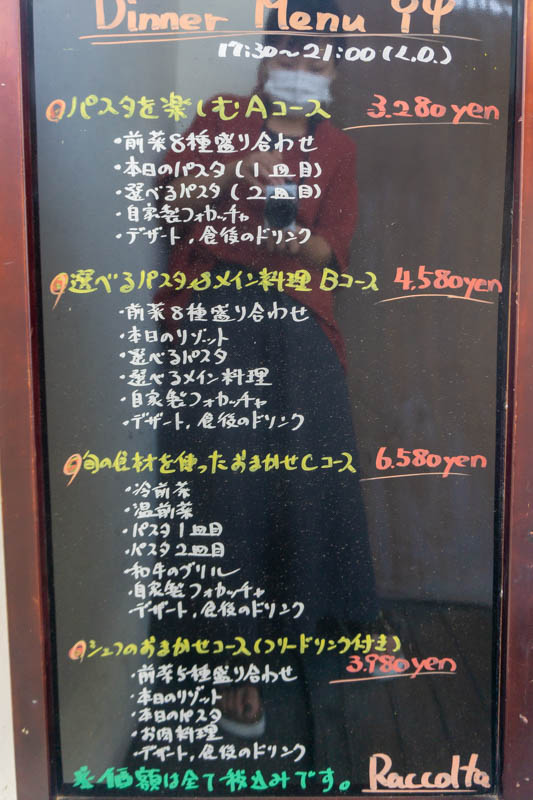 Dinner Menu
17:30～21:00 (L.O.)
パスタを楽しむAコース 3.280yen
・前菜8種盛り合わせ
・本日のパスタ(1皿目)
・選べるパスタ(2皿目)
・自家製フォカッチャ
・デザート,食後のドリンク
選べるパスタ&メイン料理 Bコース 4.580yen
・前菜8種盛り合わせ
・本日のリゾット
・選べるパスタ
・選べるメイン料理
・自家製フォカッチャ
・デザート,食後のドリンク
旬の食材を使ったおまかせCコース 6.580yen
・冷前菜
・温前菜
・パスタ1皿目
・パスタ2皿目
・和牛のグリル
・自家製フォカッチャ
・デザート,食後のドリンク
シェフのおまかせコース(フリードリンク付き)
3.980yen
・前菜5種盛り合わせ
・本日のリゾット
・本日のパスタ
・お肉料理
・デザート,食後のドリンク
※価額は全て税込みです。 Raccolta